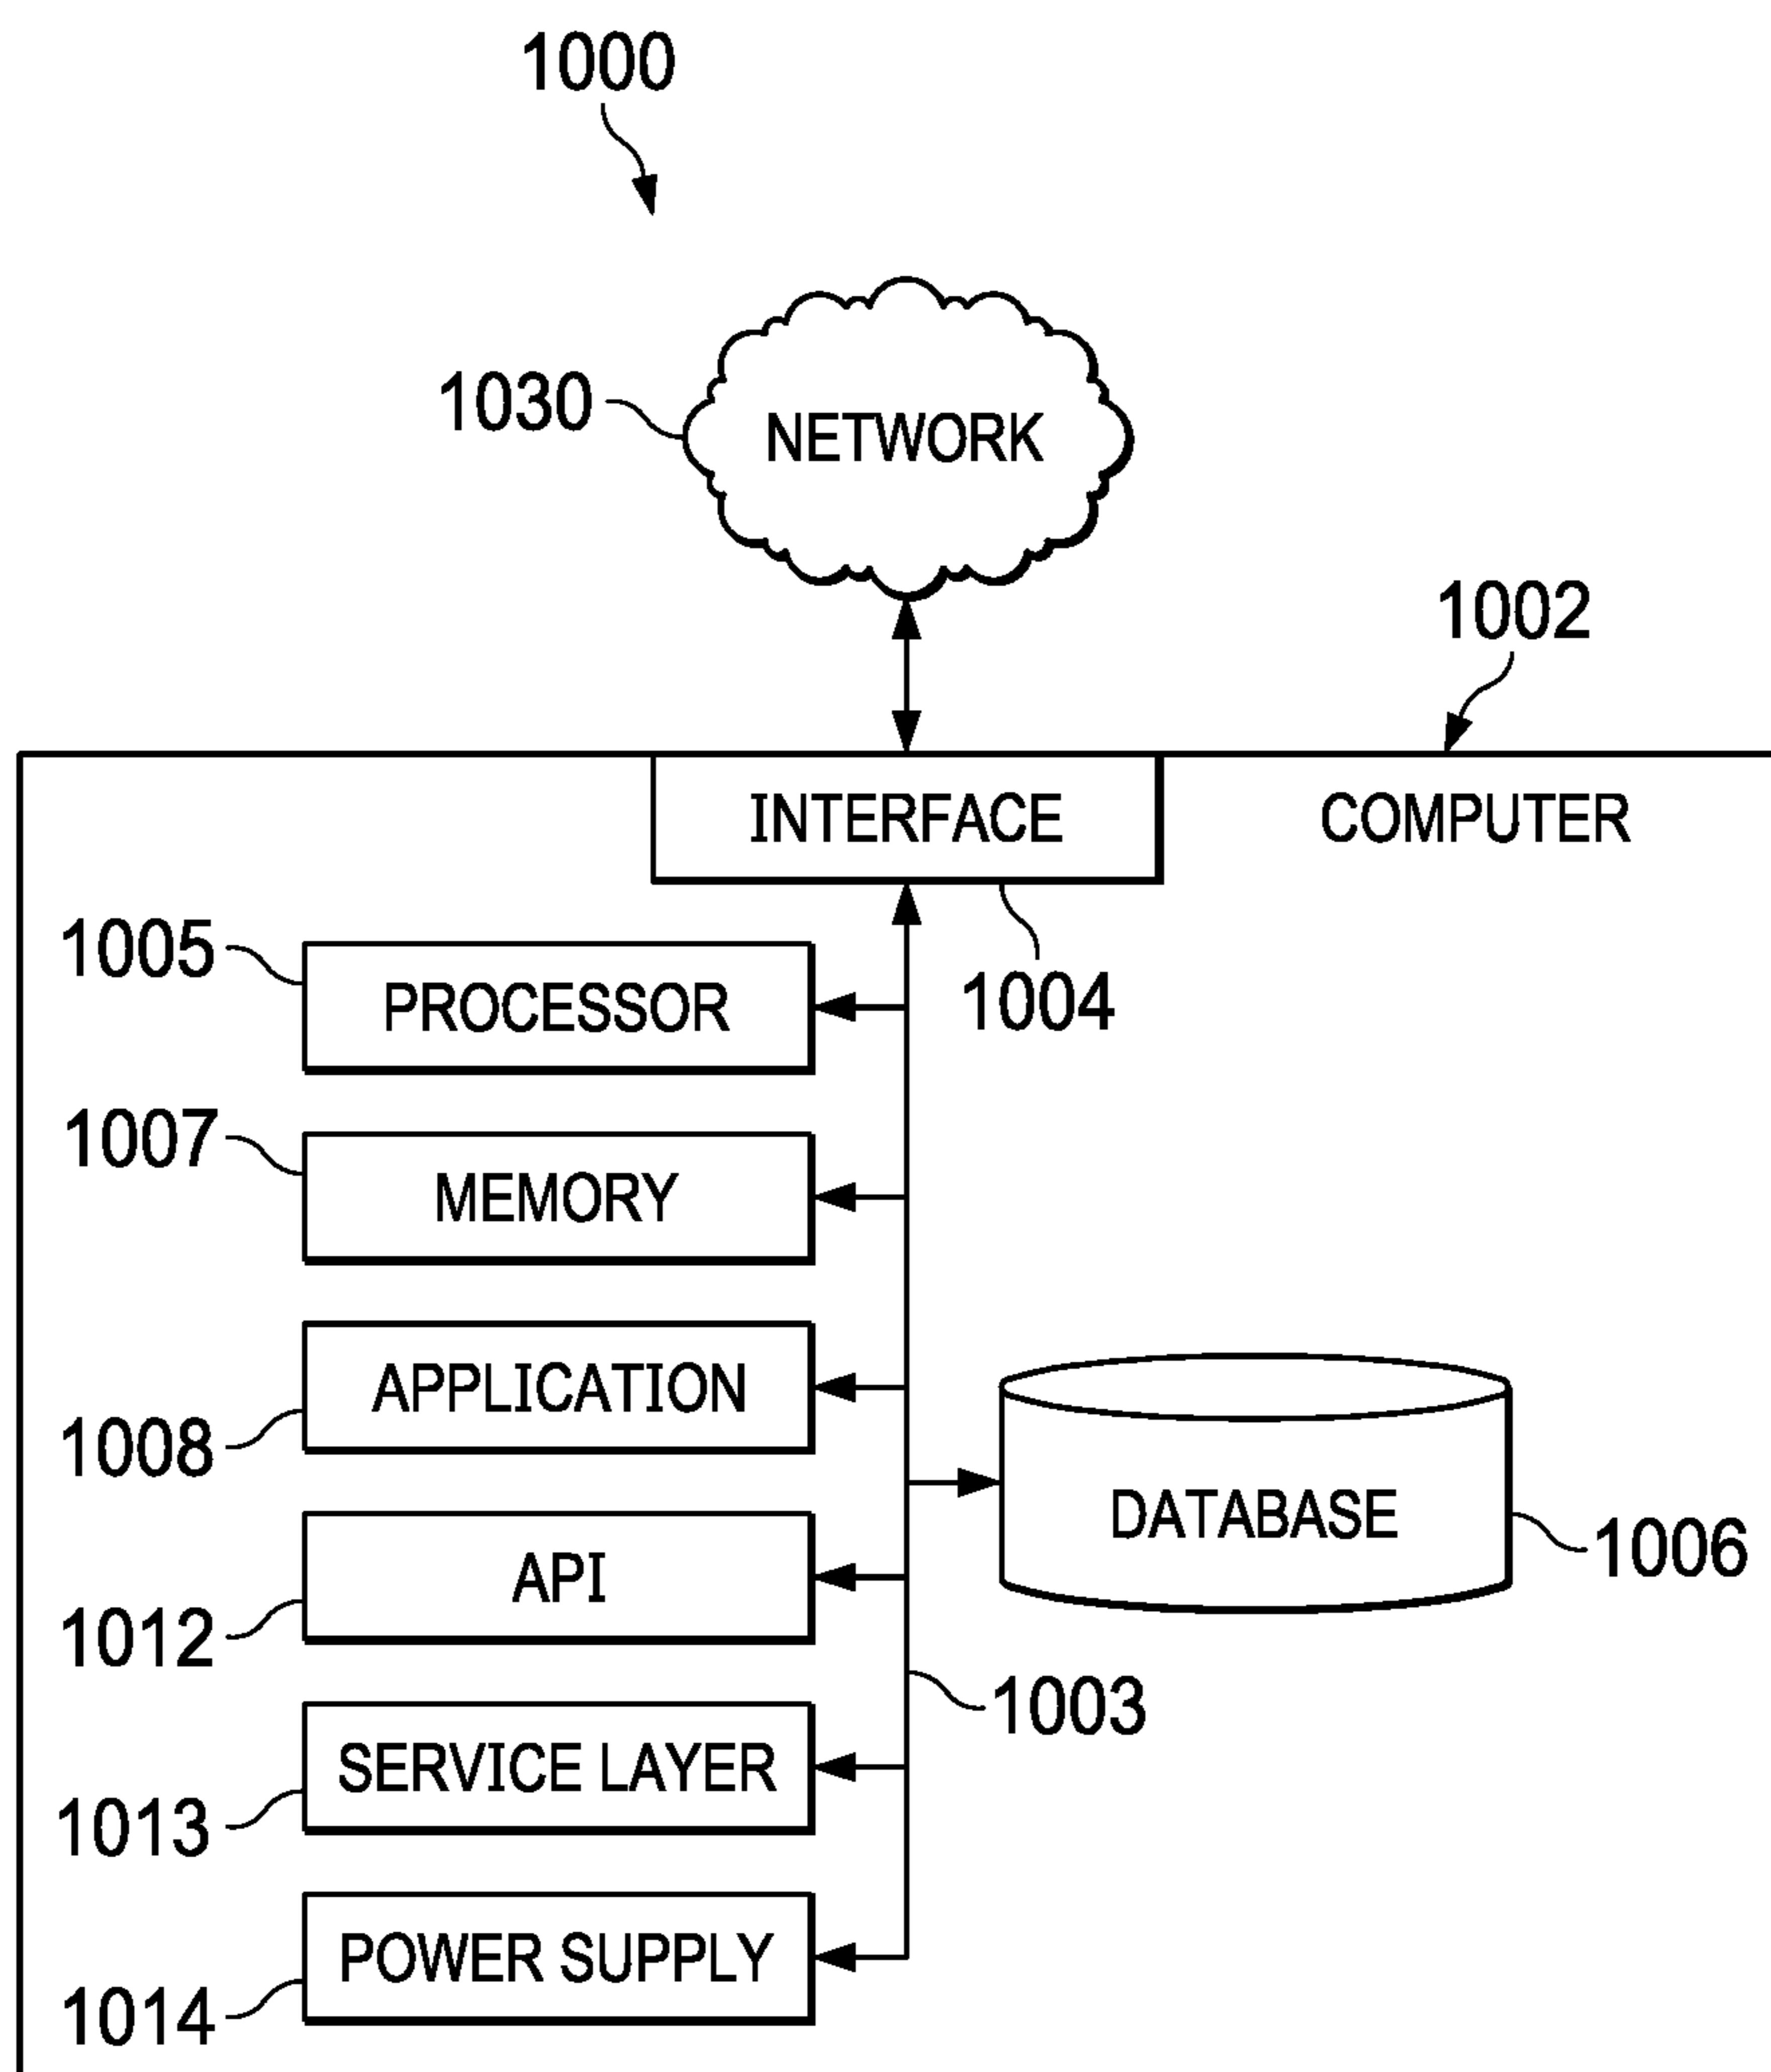 1000
1030
NETWORK
1002
INTERFACE
COMPUTER
1005
PROCESSOR
1004
1007
MEMORY
APPLICATION
1008
DATABASE
1006
API
1012
1003
SERVICE LAYER
1013
POWER SUPPLY
1014